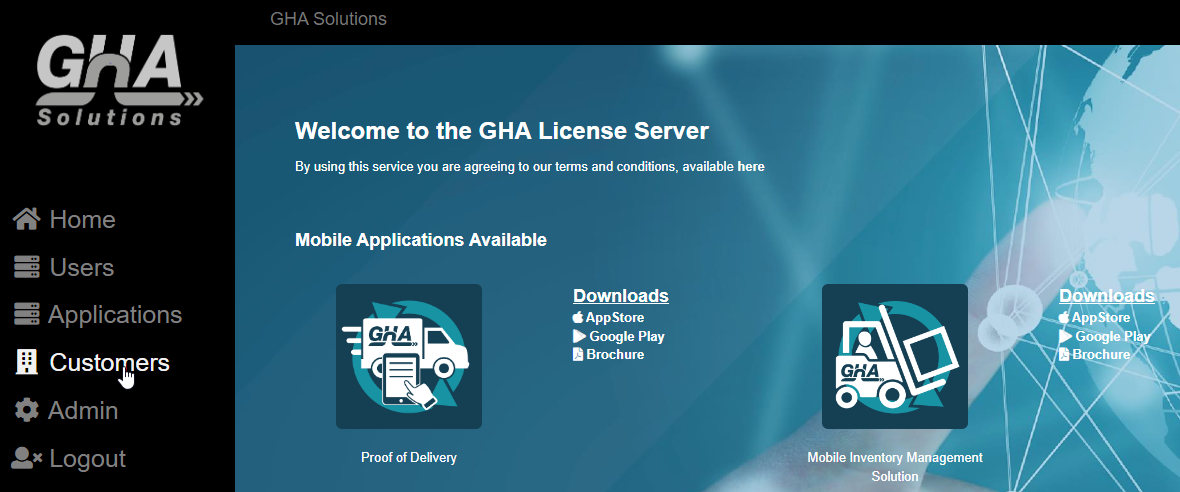 GHA
Solutions
GHA Solutions
Home
Users
Applications
Customers
Admin
Logout
Welcome to the GHA License Server
By using this service you are agreeing to our terms and conditions, available here
Mobile Applications Available
GHA
Proof of Delivery
Downloads
AppStore
Google Play
Brochure
GHA
Mobile Inventory Management
Solution
Downloads
AppStore
Google Play
Brochure